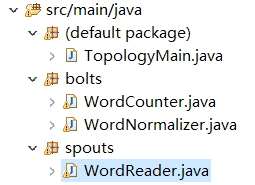 src/main/java
(default package)
TopologyMain.java
bolts
WordCounter.java
WordNormalizer.java
spouts
WordReader.java